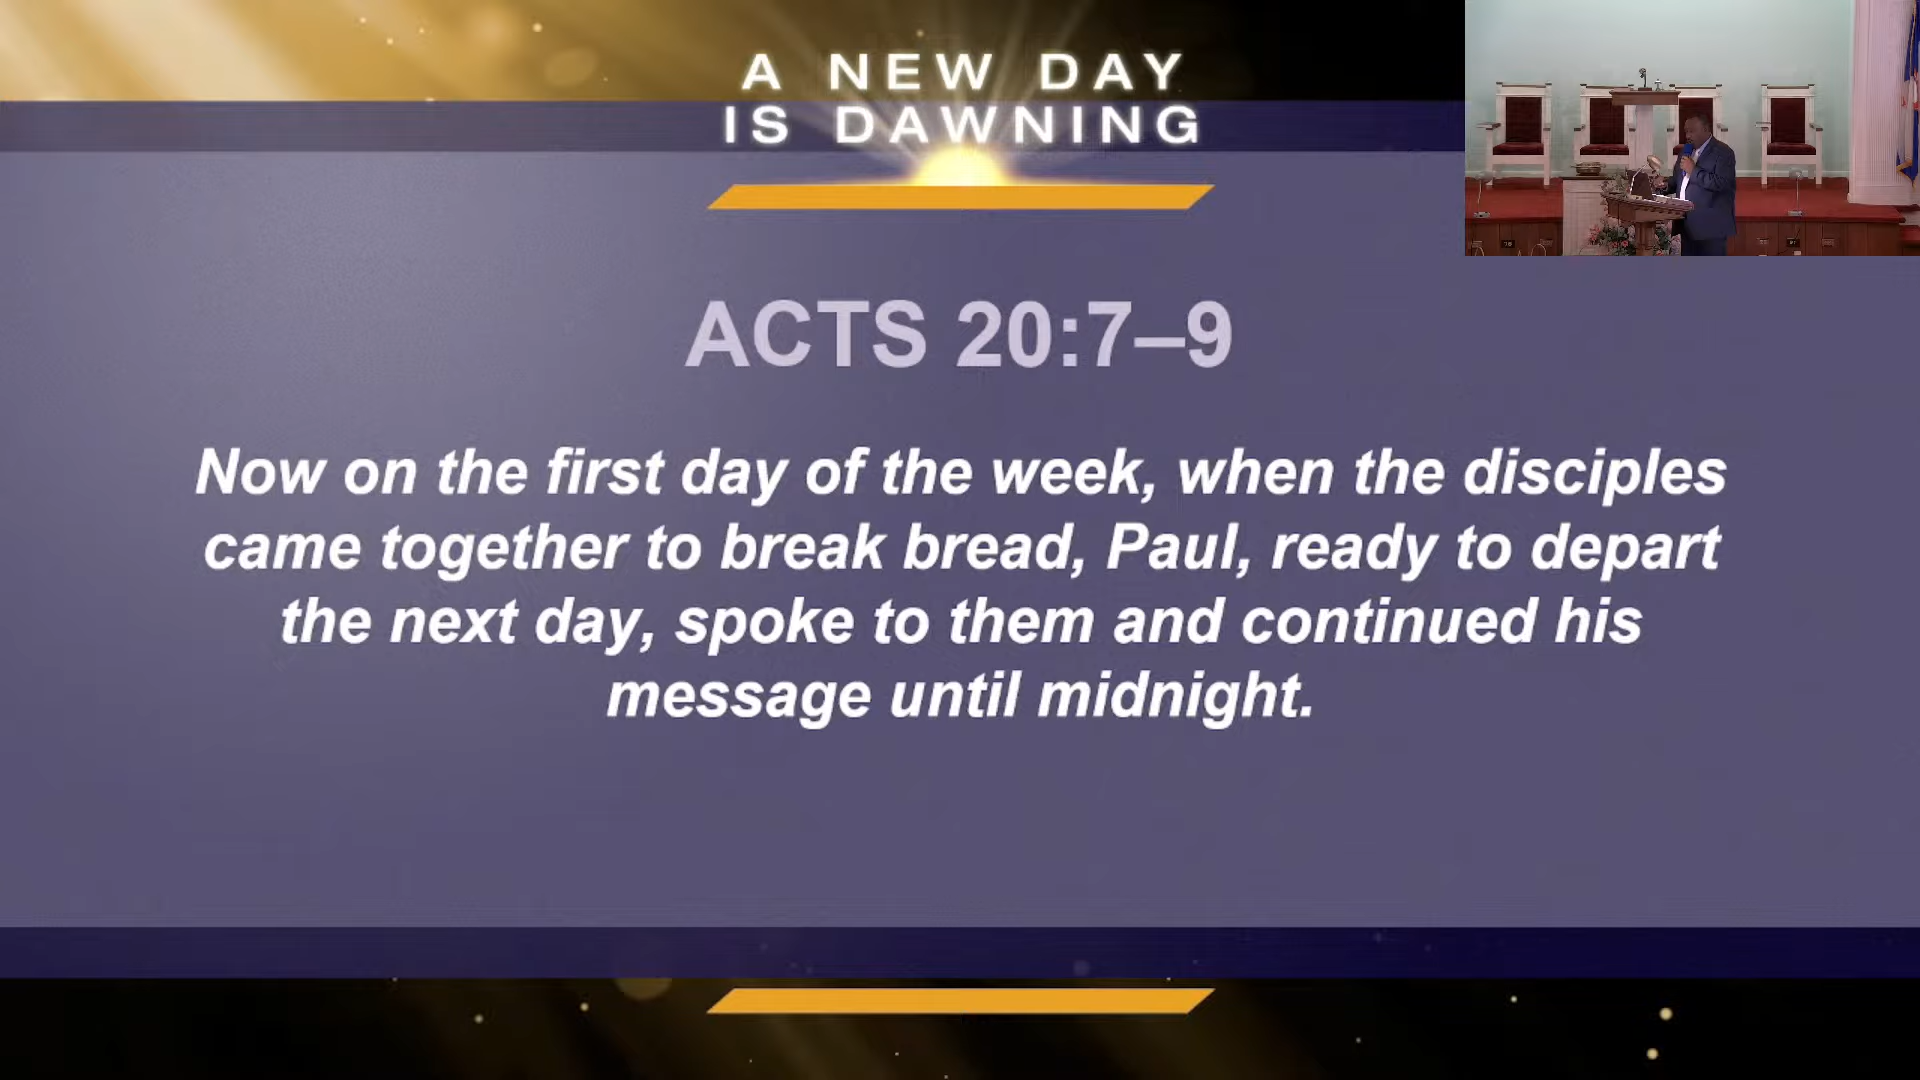 A NEW DAY
IS DAWNING
ACTS 20:7–9
Now on the first day of the week, when the disciples
came together to break bread, Paul, ready to depart
the next day, spoke to them and continued his
message until midnight.